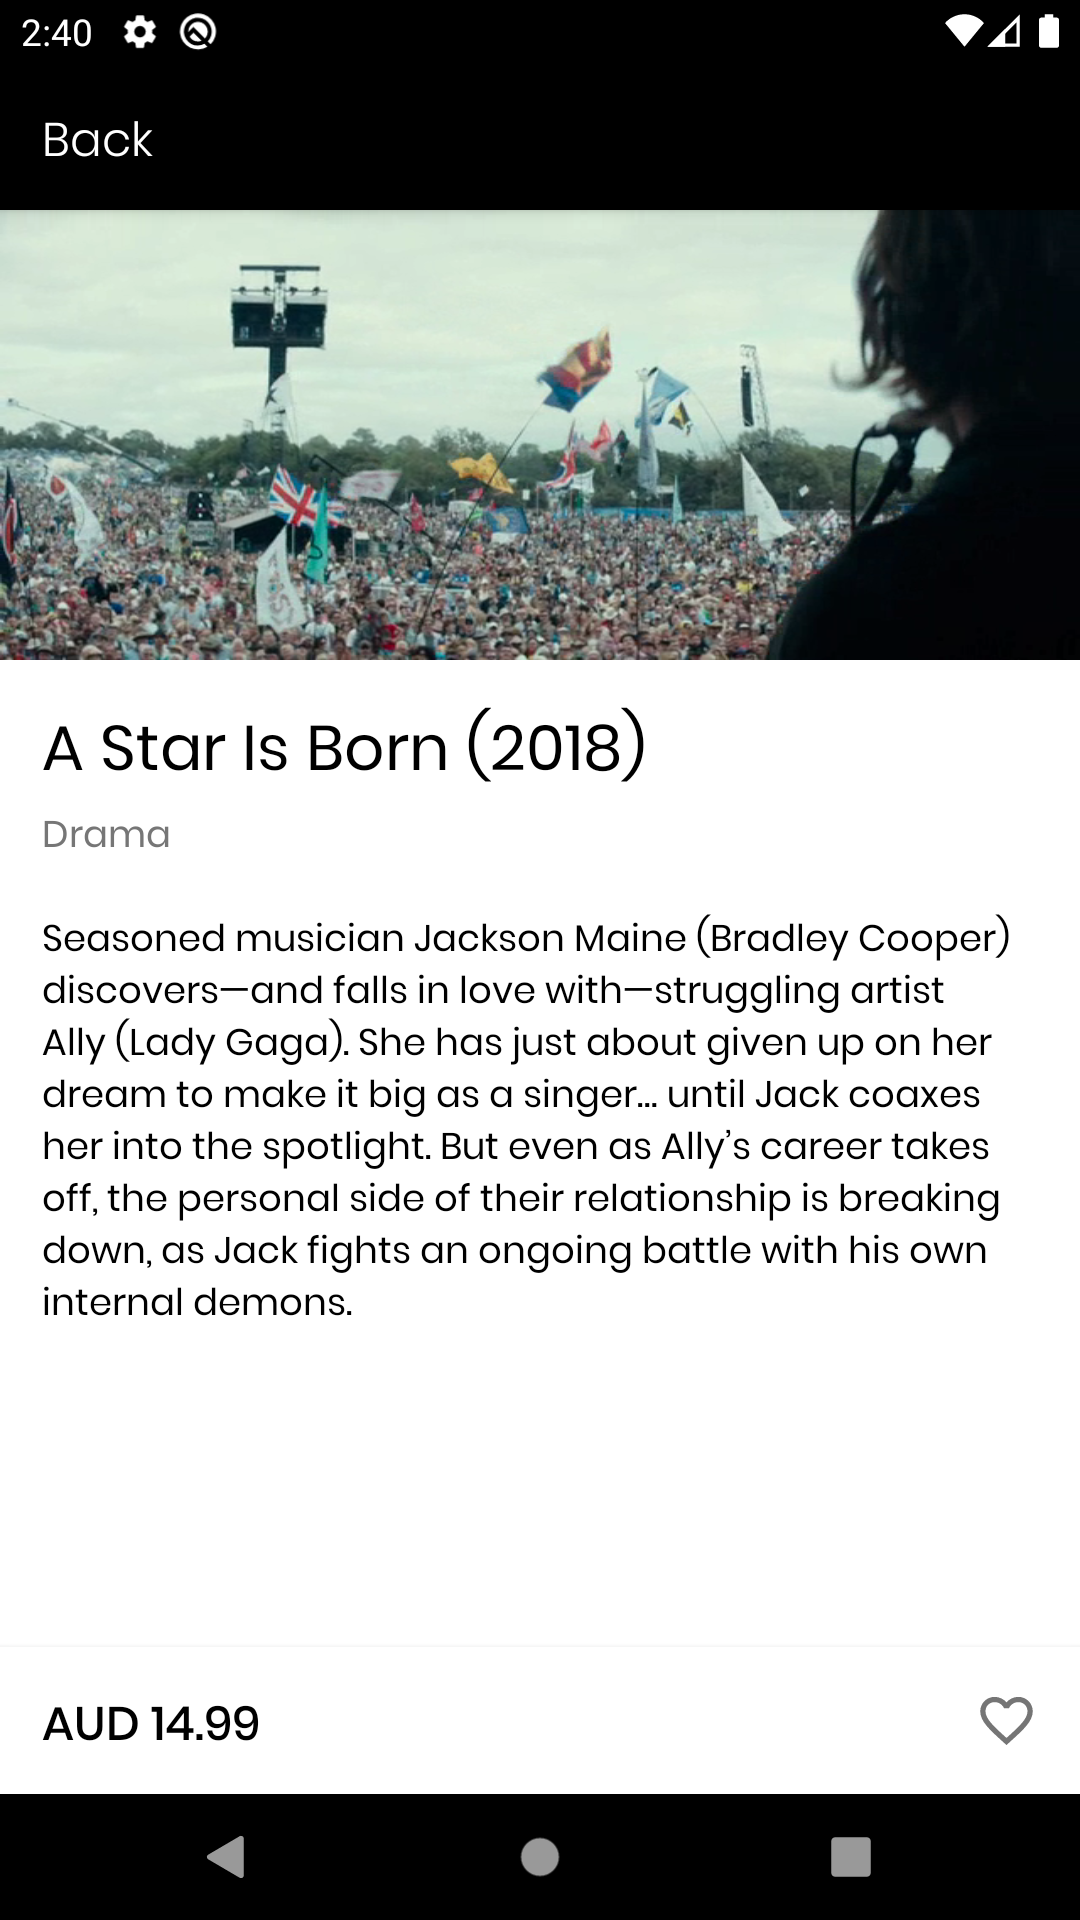 2:40
Back
A Star Is Born (2018)
Drama
Seasoned musician Jackson Maine (Bradley Cooper)
discovers—and falls in love with—struggling artist
Ally (Lady Gaga). She has just about given up on her
dream to make it big as a singer... until Jack coaxes
her into the spotlight. But even as Ally’s career takes
off, the personal side of their relationship is breaking
down, as Jack fights an ongoing battle with his own
internal demons.
AUD 14.99